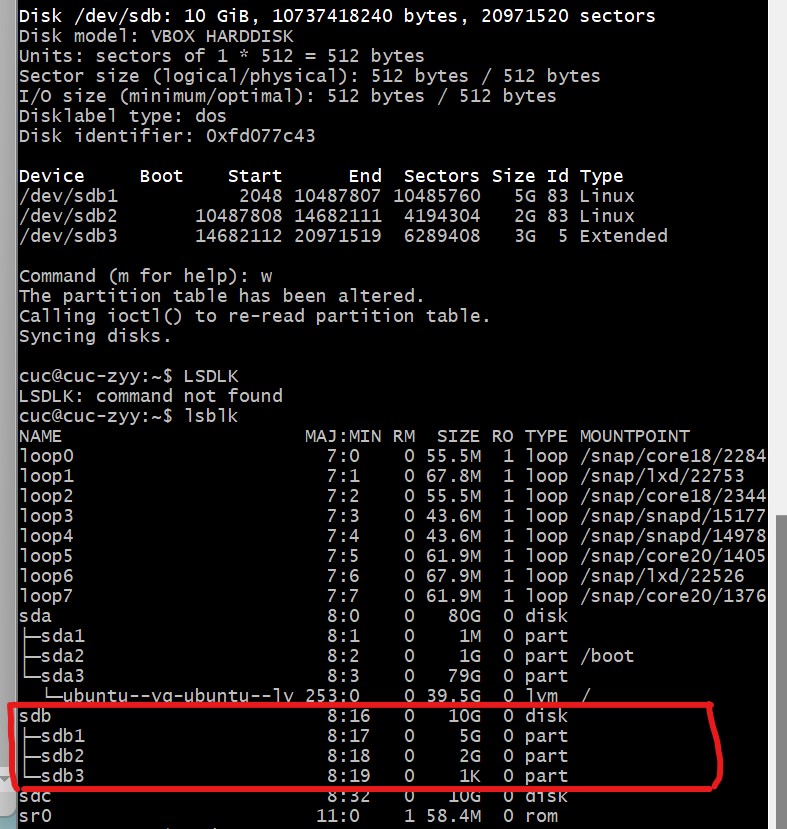 Disk /dev/sdb: 10 GiB, 10737418240 bytes, 20971520 sectors
Disk model: VBOX HARDDISK
Units: sectors of 1 * 512 = 512 bytes
Sector size (logical/physical): 512 bytes / 512 bytes
I/O size (minimum/optimal): 512 bytes / 512 bytes
Disklabel type: dos
Disk identifier: 0xfd077c43
Device     Boot    Start      End  Sectors Size Id Type
/dev/sdb1           2048 10487807 10485760   5G 83 Linux
/dev/sdb2       10487808 14682111  4194304   2G 83 Linux
/dev/sdb3       14682112 20971519  6289408   3G  5 Extended
Command (m for help): w
The partition table has been altered.
Calling ioctl() to re-read partition table.
Syncing disks.
cuc@cuc-zyy:~$ LSDLK
LSDLK: command not found
cuc@cuc-zyy:~$ lsblk
NAME                      MAJ:MIN RM  SIZE RO TYPE MOUNTPOINT
loop0                       7:0    0 55.5M  1 loop /snap/core18/2284
loop1                       7:1    0 67.8M  1 loop /snap/lxd/22753
loop2                       7:2    0 55.5M  1 loop /snap/core18/2344
loop3                       7:3    0 43.6M  1 loop /snap/snapd/15177
loop4                       7:4    0 43.6M  1 loop /snap/snapd/14978
loop5                       7:5    0 61.9M  1 loop /snap/core20/1405
loop6                       7:6    0 67.9M  1 loop /snap/lxd/22526
loop7                       7:7    0 61.9M  1 loop /snap/core20/1376
sda                         8:0    0   80G  0 disk
├─sda1                      8:1    0    1M  0 part
├─sda2                      8:2    0    1G  0 part /boot
└─sda3                      8:3    0   79G  0 part
  └─ubuntu--vg-ubuntu--lv 253:0    0 39.5G  0 lvm  /
sdb                         8:16   0   10G  0 disk
├─sdb1                      8:17   0    5G  0 part
├─sdb2                      8:18   0    2G  0 part
└─sdb3                      8:19   0    1K  0 part
sdc                         8:32   0   10G  0 disk
sr0                        11:0    1 58.4M  0 rom